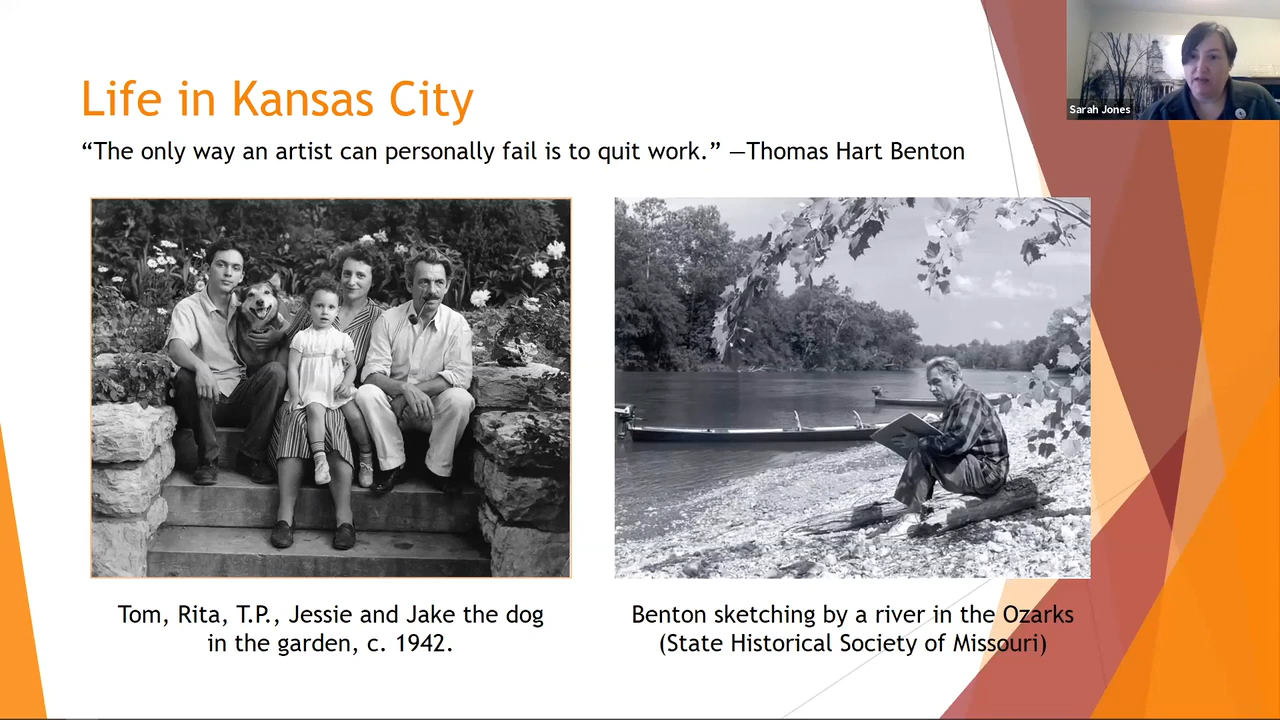 Life in Kansas City
“The only way an artist can personally fail is to quit work.” —Thomas Hart Benton
Sarah Jones
Tom, Rita, T.P., Jessie and Jake the dog
in the garden, c. 1942.
Benton sketching by a river in the Ozarks
(State Historical Society of Missouri)